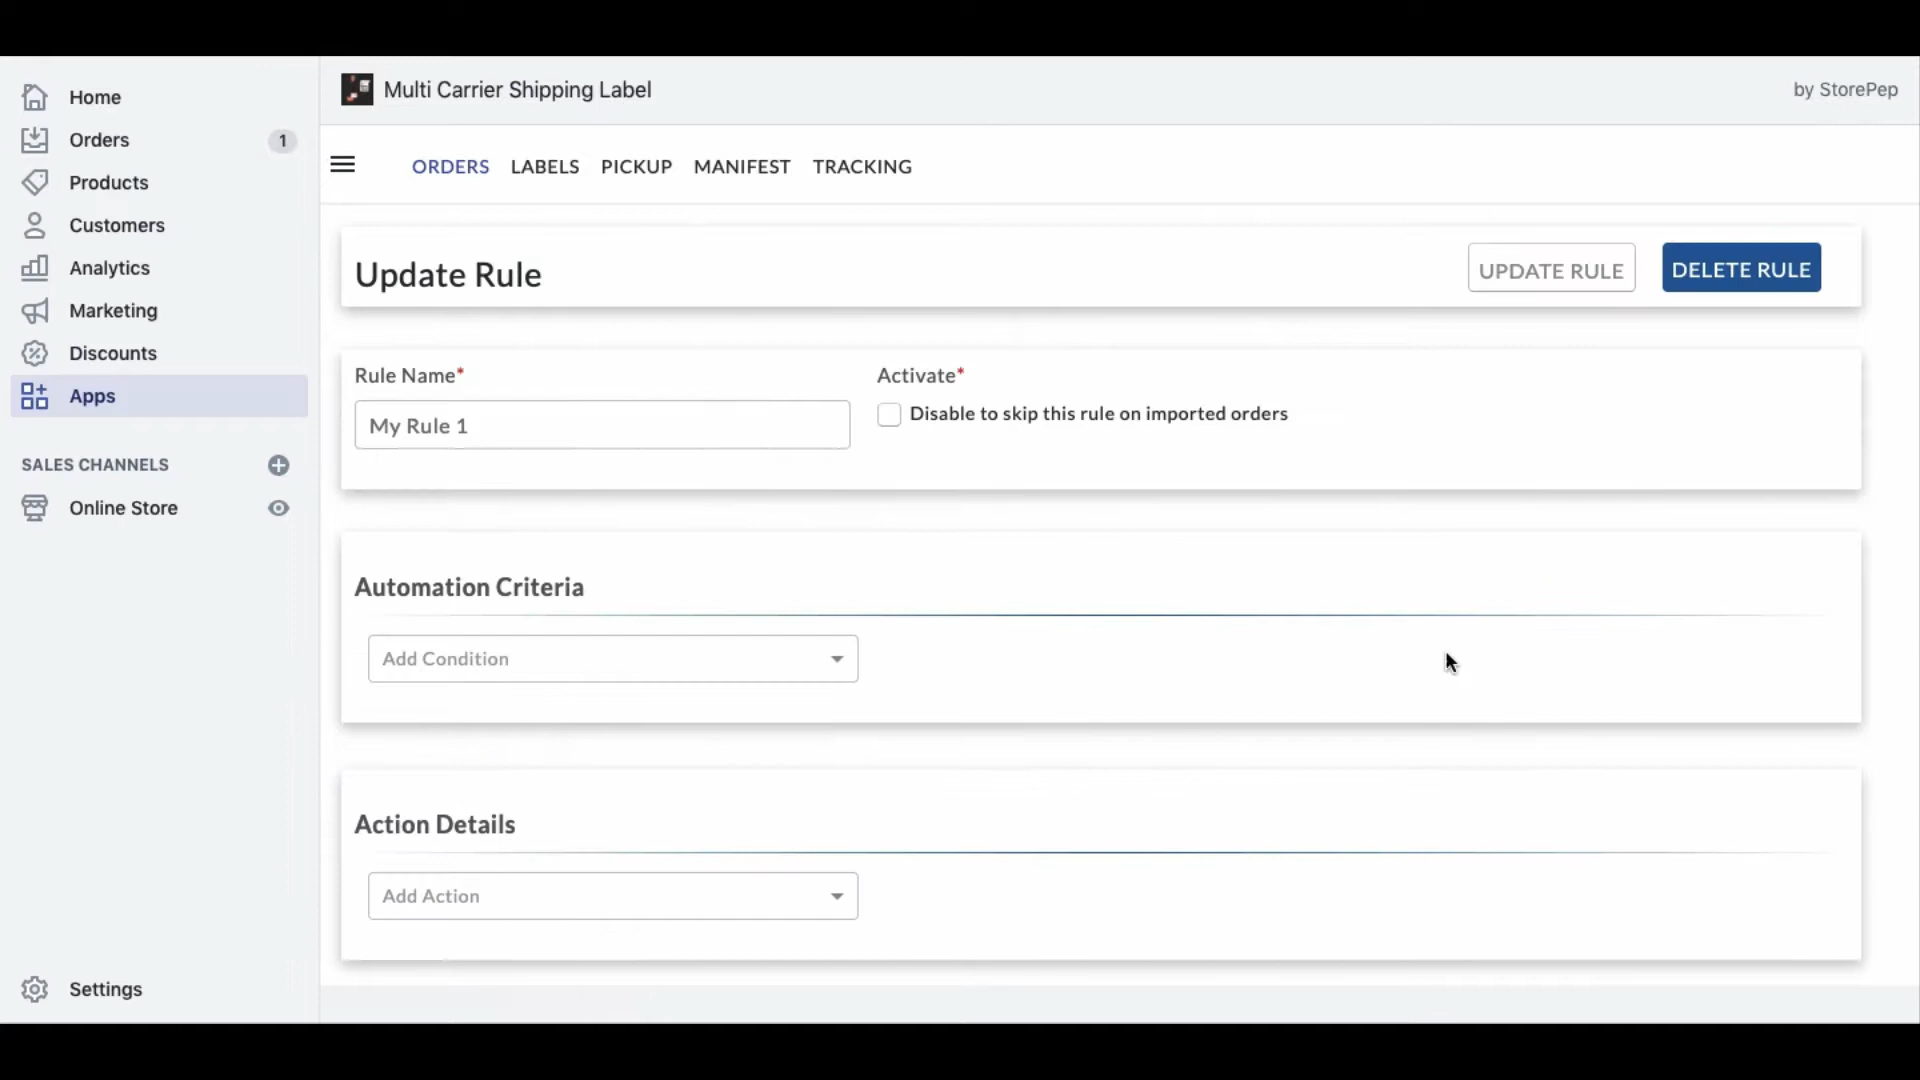 Home
Orders
1
Products
Customers
Analytics
Marketing
Discounts
Apps
SALES CHANNELS
Online Store
Settings
Multi Carrier Shipping Label
by StorePep
ORDERS LABELS PICKUP MANIFEST TRACKING
Update Rule
UPDATE RULE
DELETE RULE
Rule Name*
My Rule 1
Activate*
Disable to skip this rule on imported orders
Automation Criteria
Add Condition
Action Details
Add Action